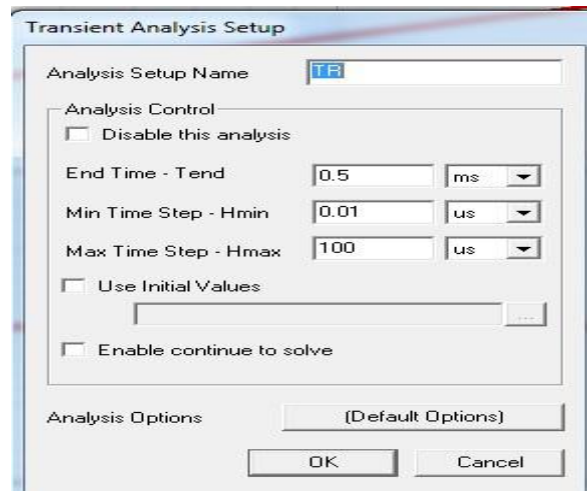 Transient Analysis Setup
Analysis Setup Name TR
Analysis Control
Disable this analysis
End Time - Tend 0.5 ms
Min Time Step - Hmin 0.01 us
Max Time Step - Hmax 100 us
Use Initial Values
...
Enable continue to solve
Analysis Options (Default Options)
OK Cancel